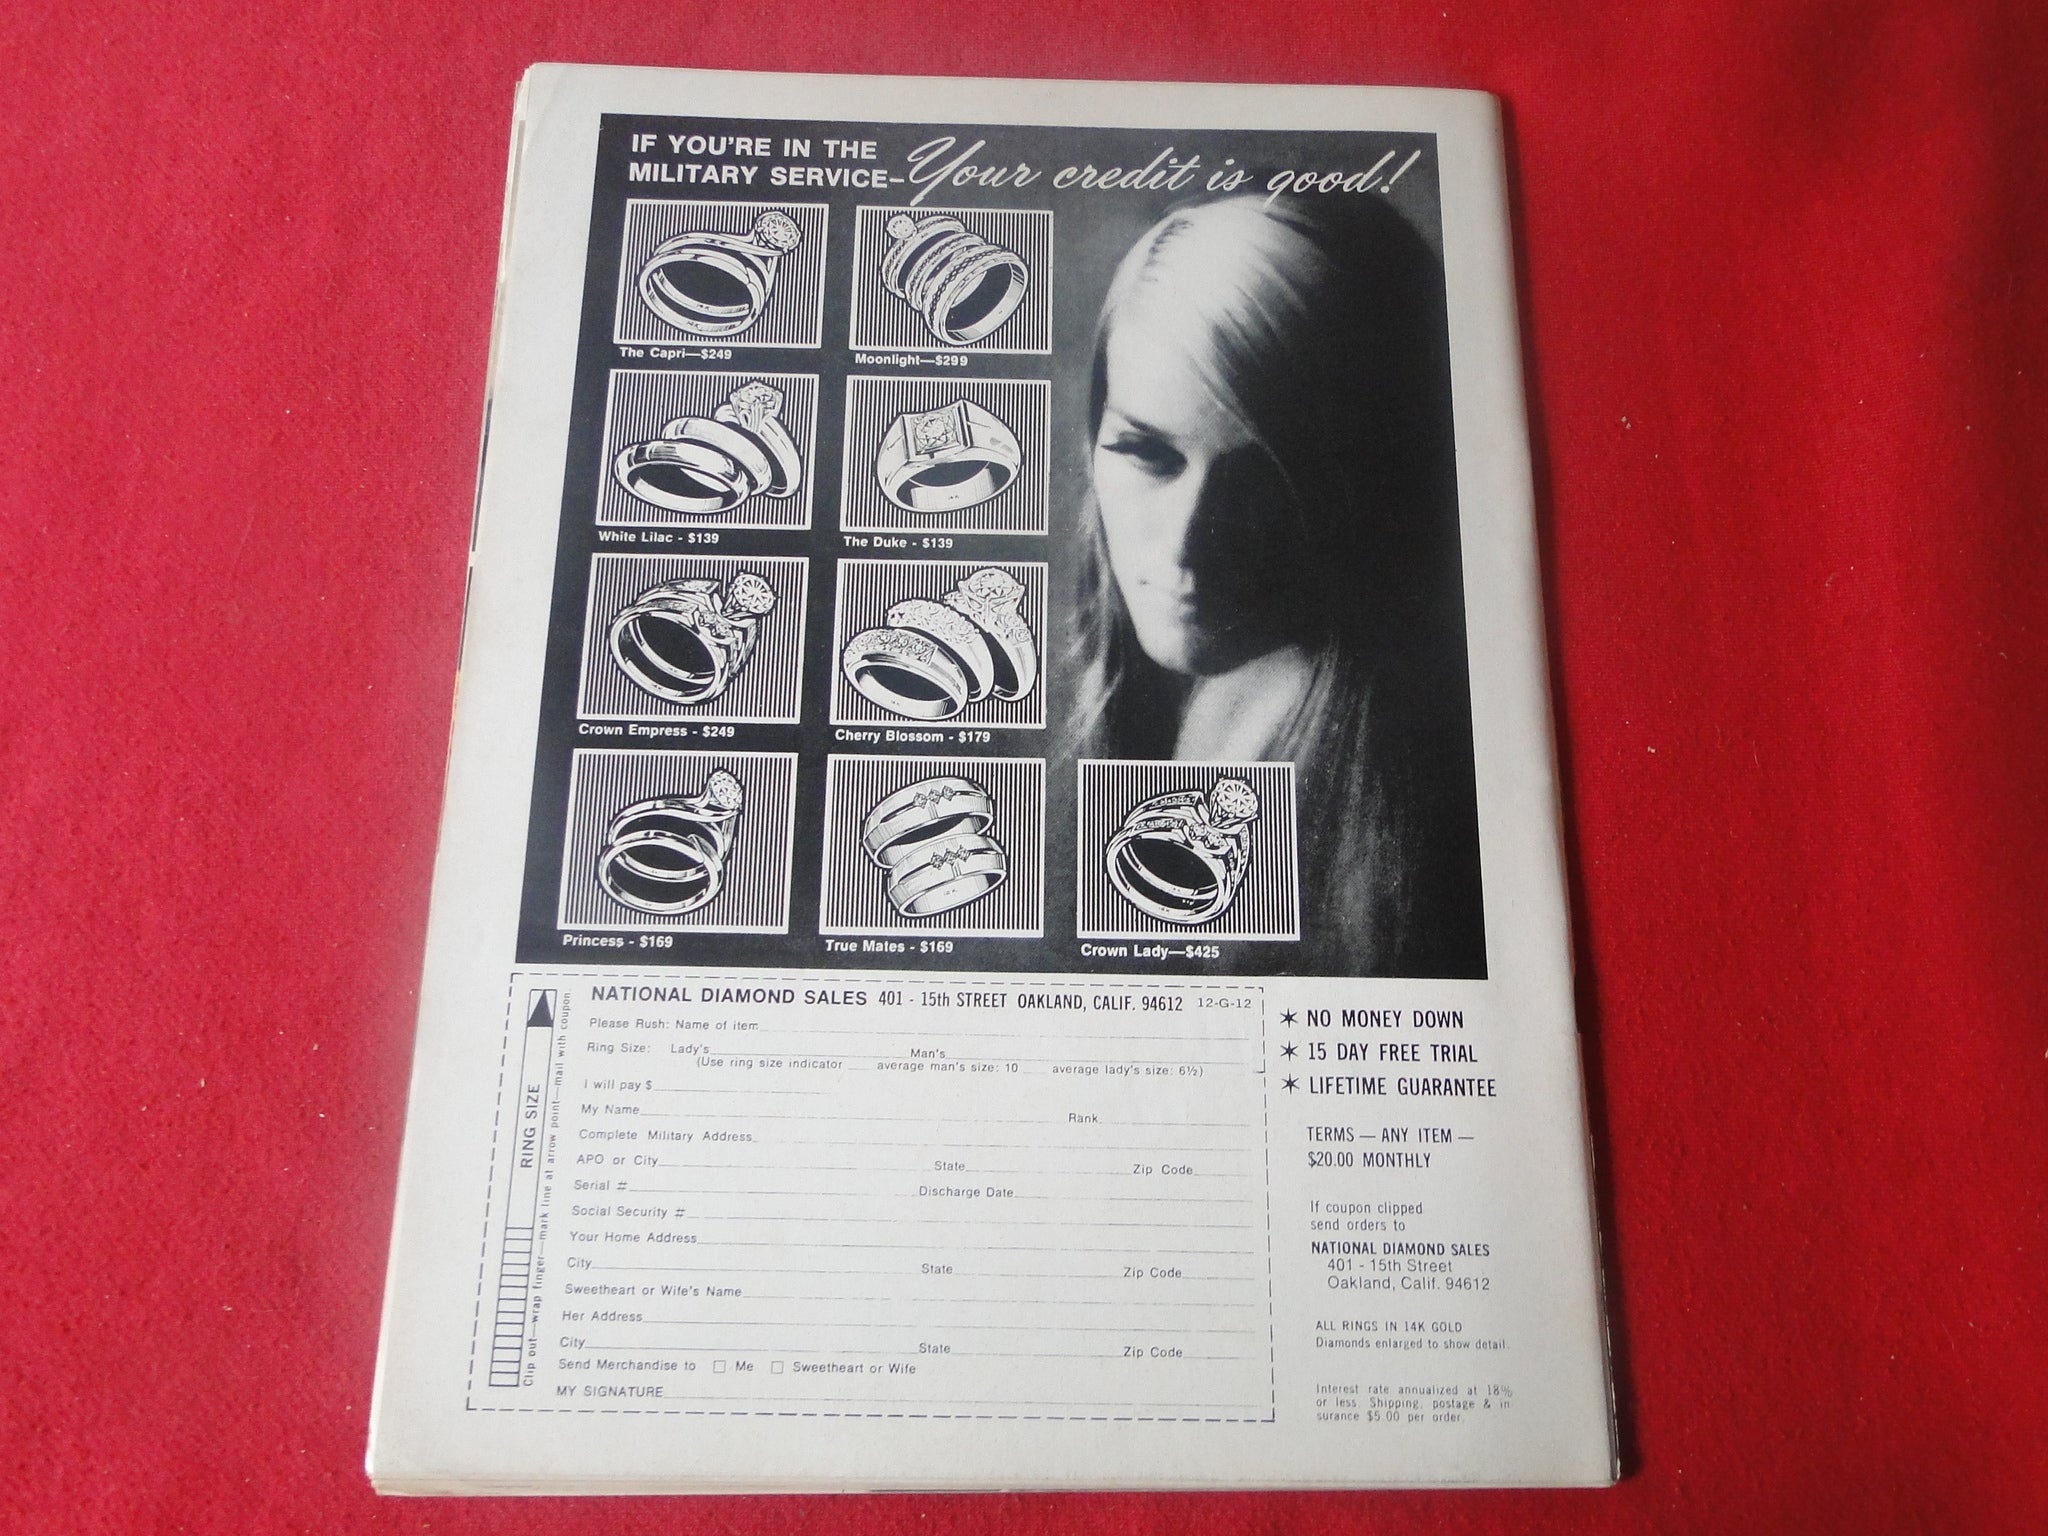 IF YOU'RE IN THE
MILITARY SERVICE– Your credit is good!
The Capri—$249
Moonlight—$299
White Lilac - $139
The Duke - $139
Crown Empress - $249
Cherry Blossom - $179
Princess - $169
True Mates - $169
Crown Lady—$425
NATIONAL DIAMOND SALES 401 - 15th STREET OAKLAND, CALIF. 94612 12-G-12
Please Rush: Name of item
Ring Size: Lady's Man's
(Use ring size indicator average man's size: 10 average lady's size: 6½)
I will pay $
My Name Rank
Complete Military Address
APO or City State Zip Code
Serial # Discharge Date
Social Security #
Your Home Address
City State Zip Code
Sweetheart or Wife's Name
Her Address
City State Zip Code
Send Merchandise to ☐ Me ☐ Sweetheart or Wife
MY SIGNATURE
RING SIZE
Clip out—wrap finger—mark line at arrow point—mail with coupon.
✶ NO MONEY DOWN
✶ 15 DAY FREE TRIAL
✶ LIFETIME GUARANTEE
TERMS — ANY ITEM —
$20.00 MONTHLY
If coupon clipped
send orders to
NATIONAL DIAMOND SALES
401 - 15th Street
Oakland, Calif. 94612
ALL RINGS IN 14K GOLD
Diamonds enlarged to show detail.
Interest rate annualized at 18%
or less. Shipping, postage & in
surance $5.00 per order.